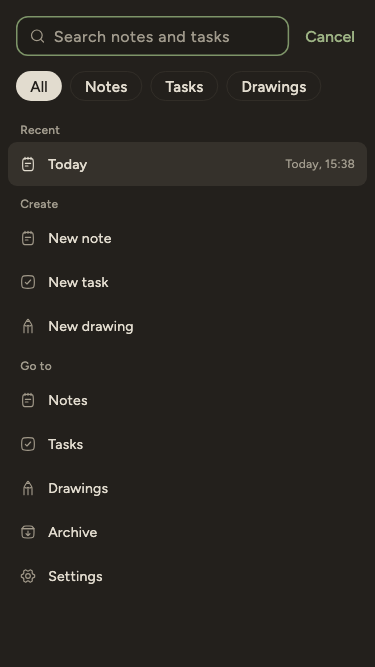 Search notes and tasks
Cancel
All
Notes
Tasks
Drawings
Recent
Today
Today, 15:38
Create
New note
New task
New drawing
Go to
Notes
Tasks
Drawings
Archive
Settings